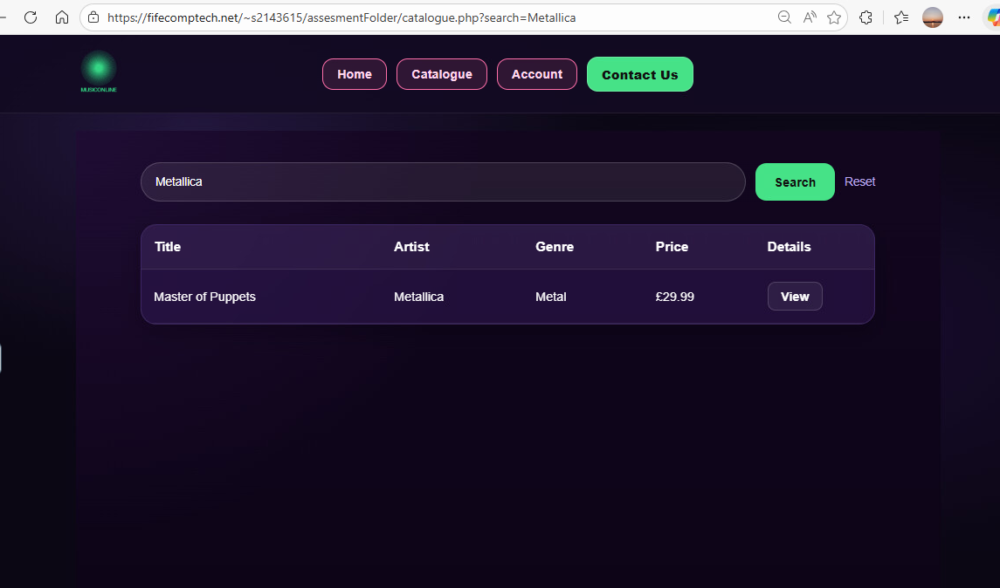 https://fifecomptech.net/~s2143615/assesmentFolder/catalogue.php?search=Metallica
MUSICONLINE
Home Catalogue Account Contact Us
Metallica Search Reset
Title Artist Genre Price Details
Master of Puppets Metallica Metal £29.99 View